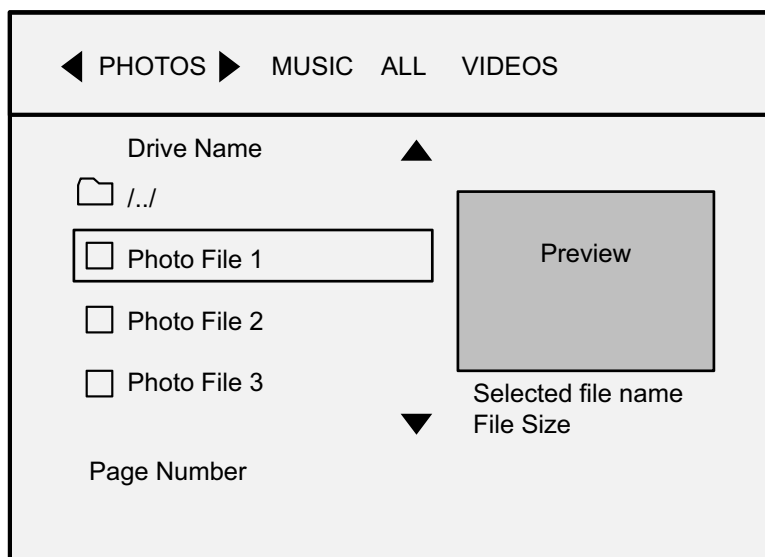 PHOTOS MUSIC ALL VIDEOS
Drive Name
/../
Photo File 1
Photo File 2
Photo File 3
Page Number
Preview
Selected file name
File Size